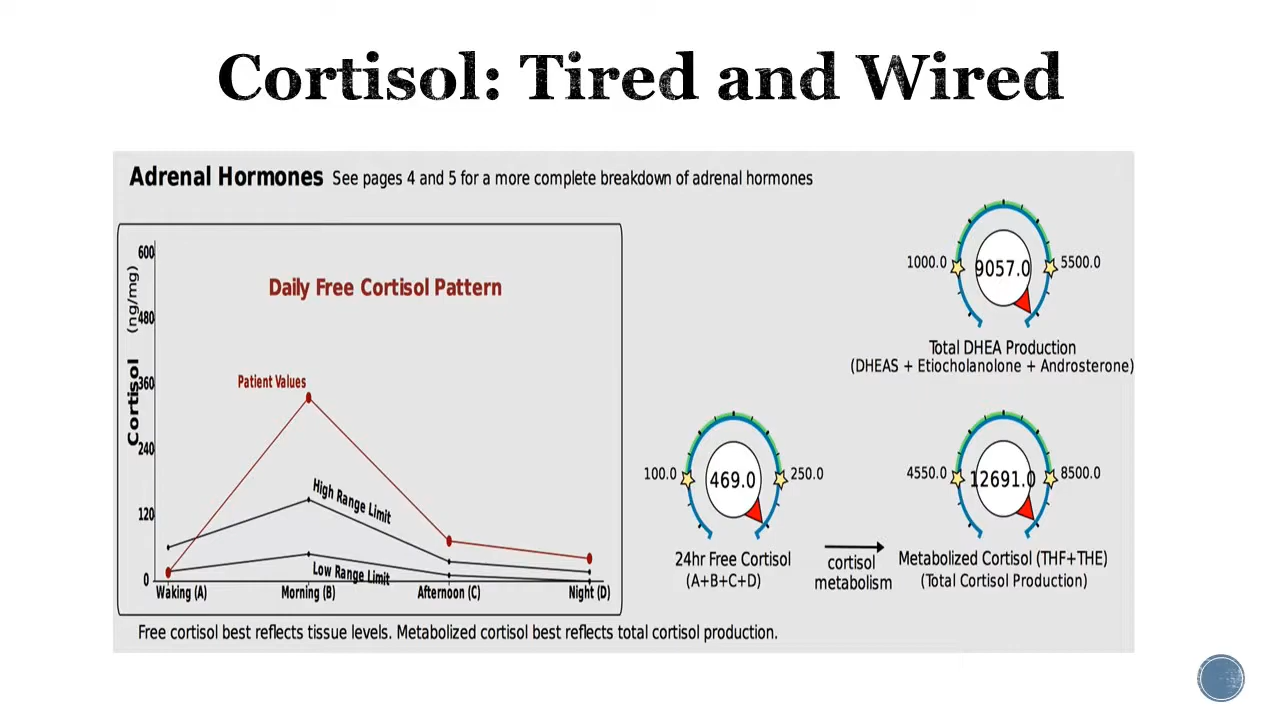 Cortisol: Tired and Wired
Adrenal Hormones See pages 4 and 5 for a more complete breakdown of adrenal hormones
Daily Free Cortisol Pattern
Cortisol (ng/mg)
600
480
360
240
120
0
Patient Values
High Range Limit
Low Range Limit
Waking (A) Morning (B) Afternoon (C) Night (D)
1000.0 9057.0 5500.0
Total DHEA Production
(DHEAS + Etiocholanolone + Androsterone)
100.0 469.0 250.0
24hr Free Cortisol
(A+B+C+D)
cortisol
metabolism
4550.0 12691.0 8500.0
Metabolized Cortisol (THF+THE)
(Total Cortisol Production)
Free cortisol best reflects tissue levels. Metabolized cortisol best reflects total cortisol production.